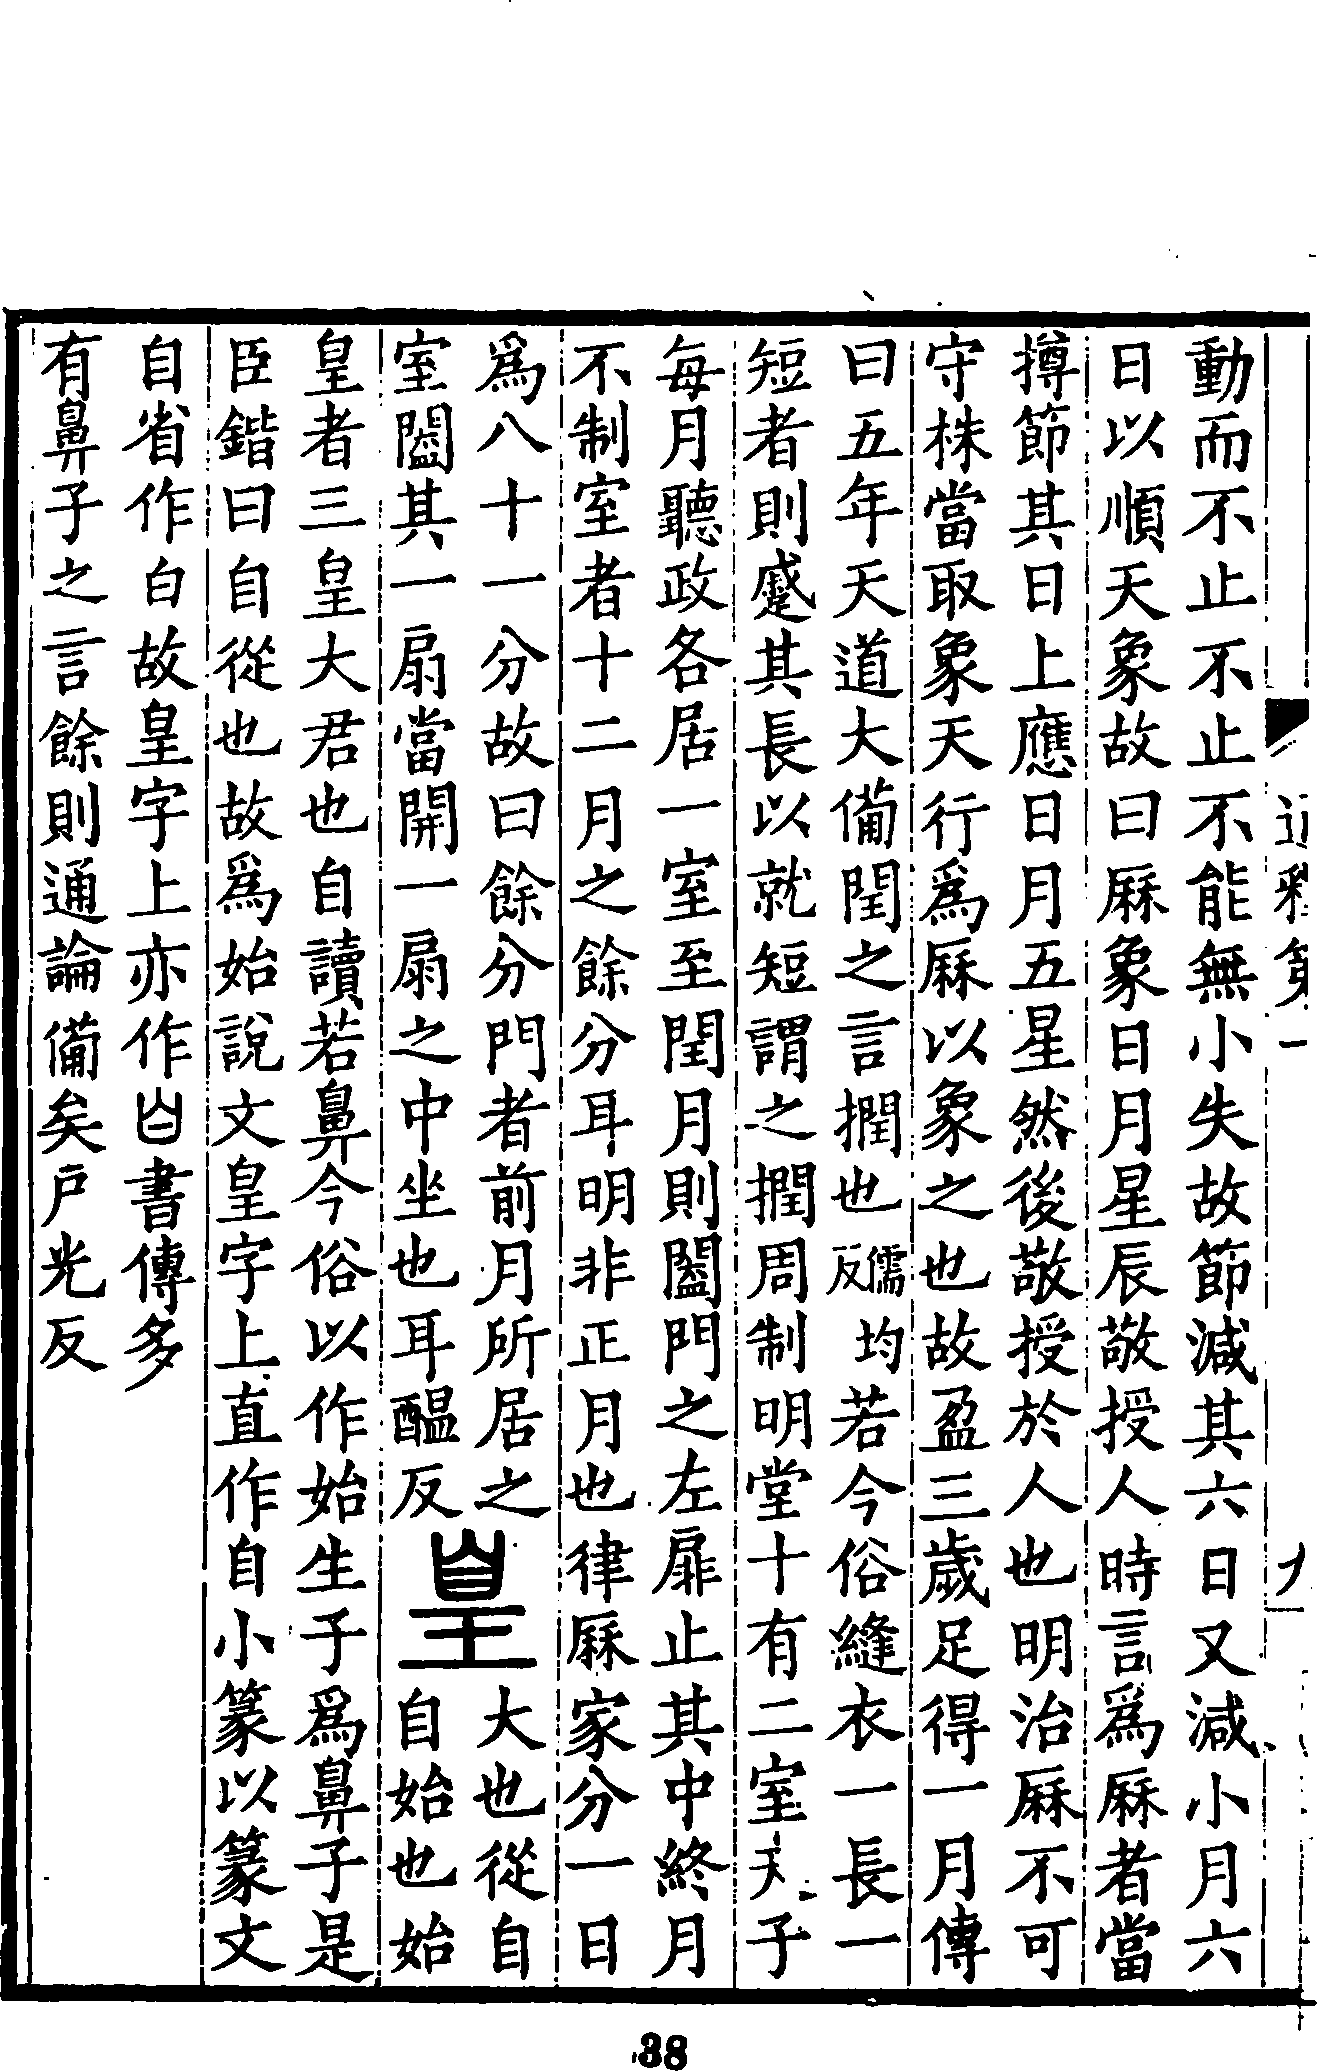 動而不止不止不能無小失故節減其六日又減小月六
日以順天象故曰厤象日月星辰敬授人時言爲厤者當
撙節其日上應日月五星然後敬授於人也明治厤不可
守株當取象天行爲厤以象之也故盈三歲足得一月傳
曰五年天道大備閏之言撋也儒均反若今俗縫衣一長一
短者則蹙其長以就短謂之撋周制明堂十有二室天子
每月聽政各居一室至閏月則闔門之左扉止其中終月
不制室者十二月之餘分耳明非正月也律厤家分一日
爲八十一分故曰餘分門者前月所居之
室闔其一扇當開一扇之中坐也耳醖反
皇
大也從自
自始也始
皇者三皇大君也自讀若鼻今俗以作始生子爲鼻子是
臣鍇曰自從也故爲始說文皇字上直作自小篆以篆文
自省作白故皇字上亦作𦣹書傳多
有鼻子之言餘則通論備矣戶光反
38